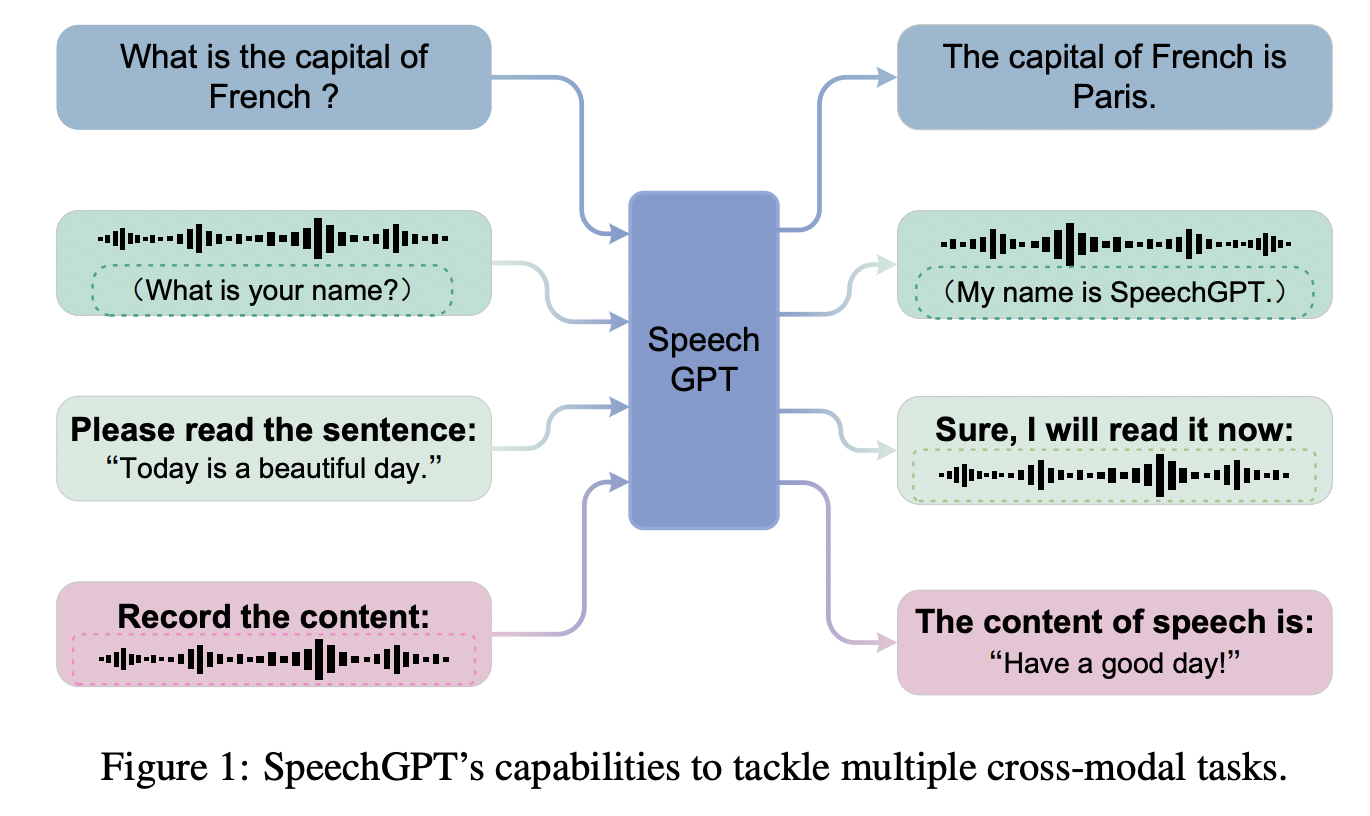 What is the capital of
French ?
The capital of French is
Paris.
（What is your name?）
（My name is SpeechGPT.）
Speech
GPT
Please read the sentence:
“Today is a beautiful day.”
Sure, I will read it now:
Record the content:
The content of speech is:
“Have a good day!”
Figure 1: SpeechGPT’s capabilities to tackle multiple cross-modal tasks.